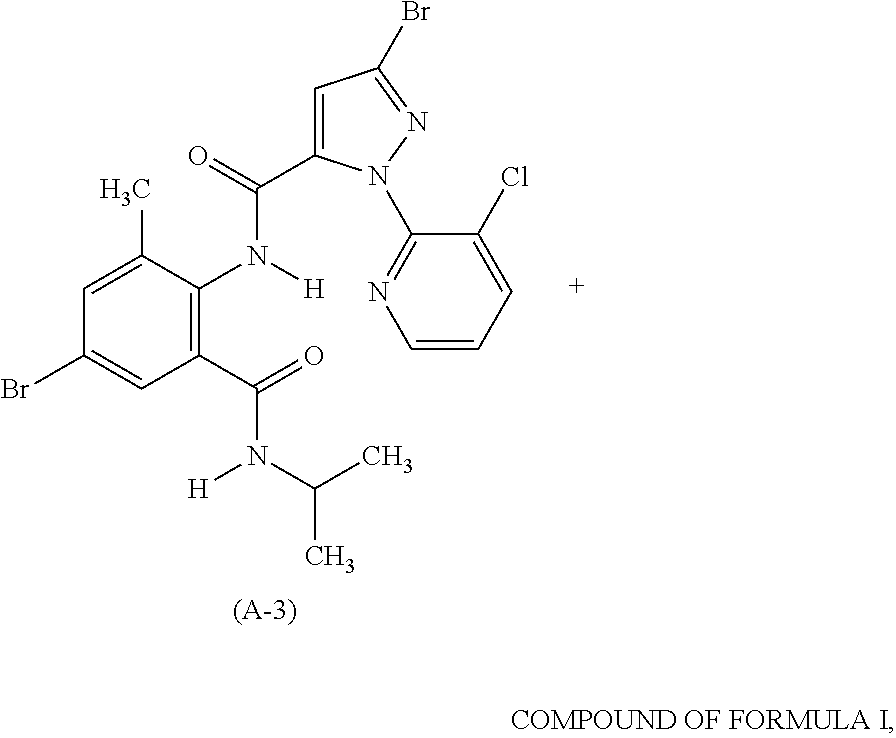 Br
N
O
N
Cl
H₃C
N
H
N
+
O
Br
N
CH₃
H
CH₃
(A-3)
COMPOUND OF FORMULA I,